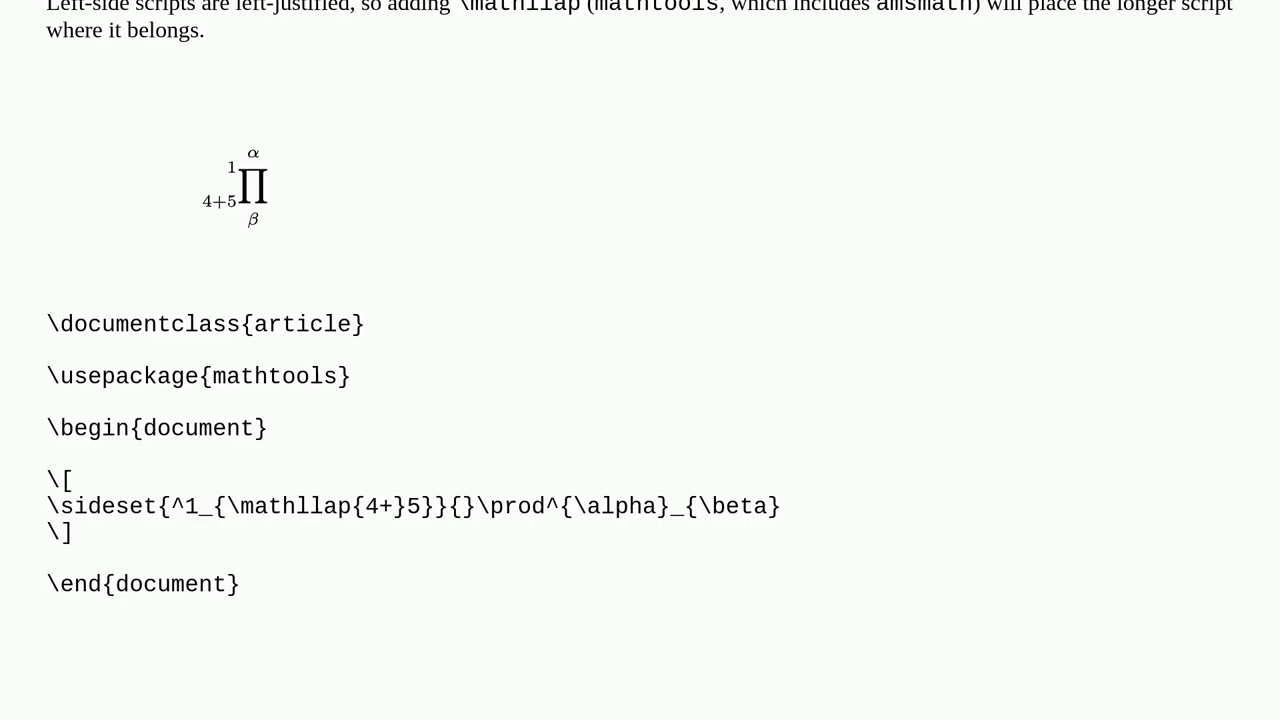 Left-side scripts are left-justified, so adding \mathllap (mathtools, which includes amsmath) will place the longer script
where it belongs.
α
1
∏
4+5
β
\documentclass{article}
\usepackage{mathtools}
\begin{document}
\[
\sideset{^1_{\mathllap{4+}5}}{}\prod^{\alpha}_{\beta}
\]
\end{document}